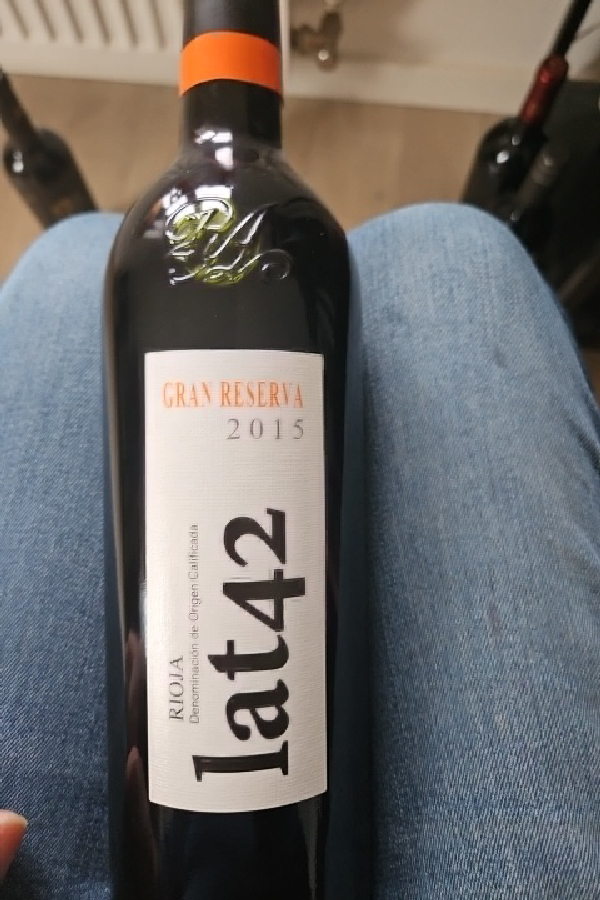 GRAN RESERVA
2015
lat42
RIOJA
Denominación de Origen Calificada